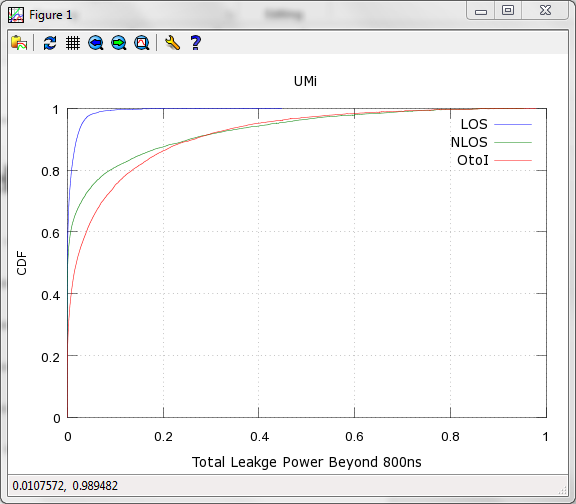 Figure 1
UMi
1
0.8
0.6
0.4
0.2
0
CDF
LOS
NLOS
OtoI
0 0.2 0.4 0.6 0.8 1
Total Leakge Power Beyond 800ns
0.0107572, 0.989482